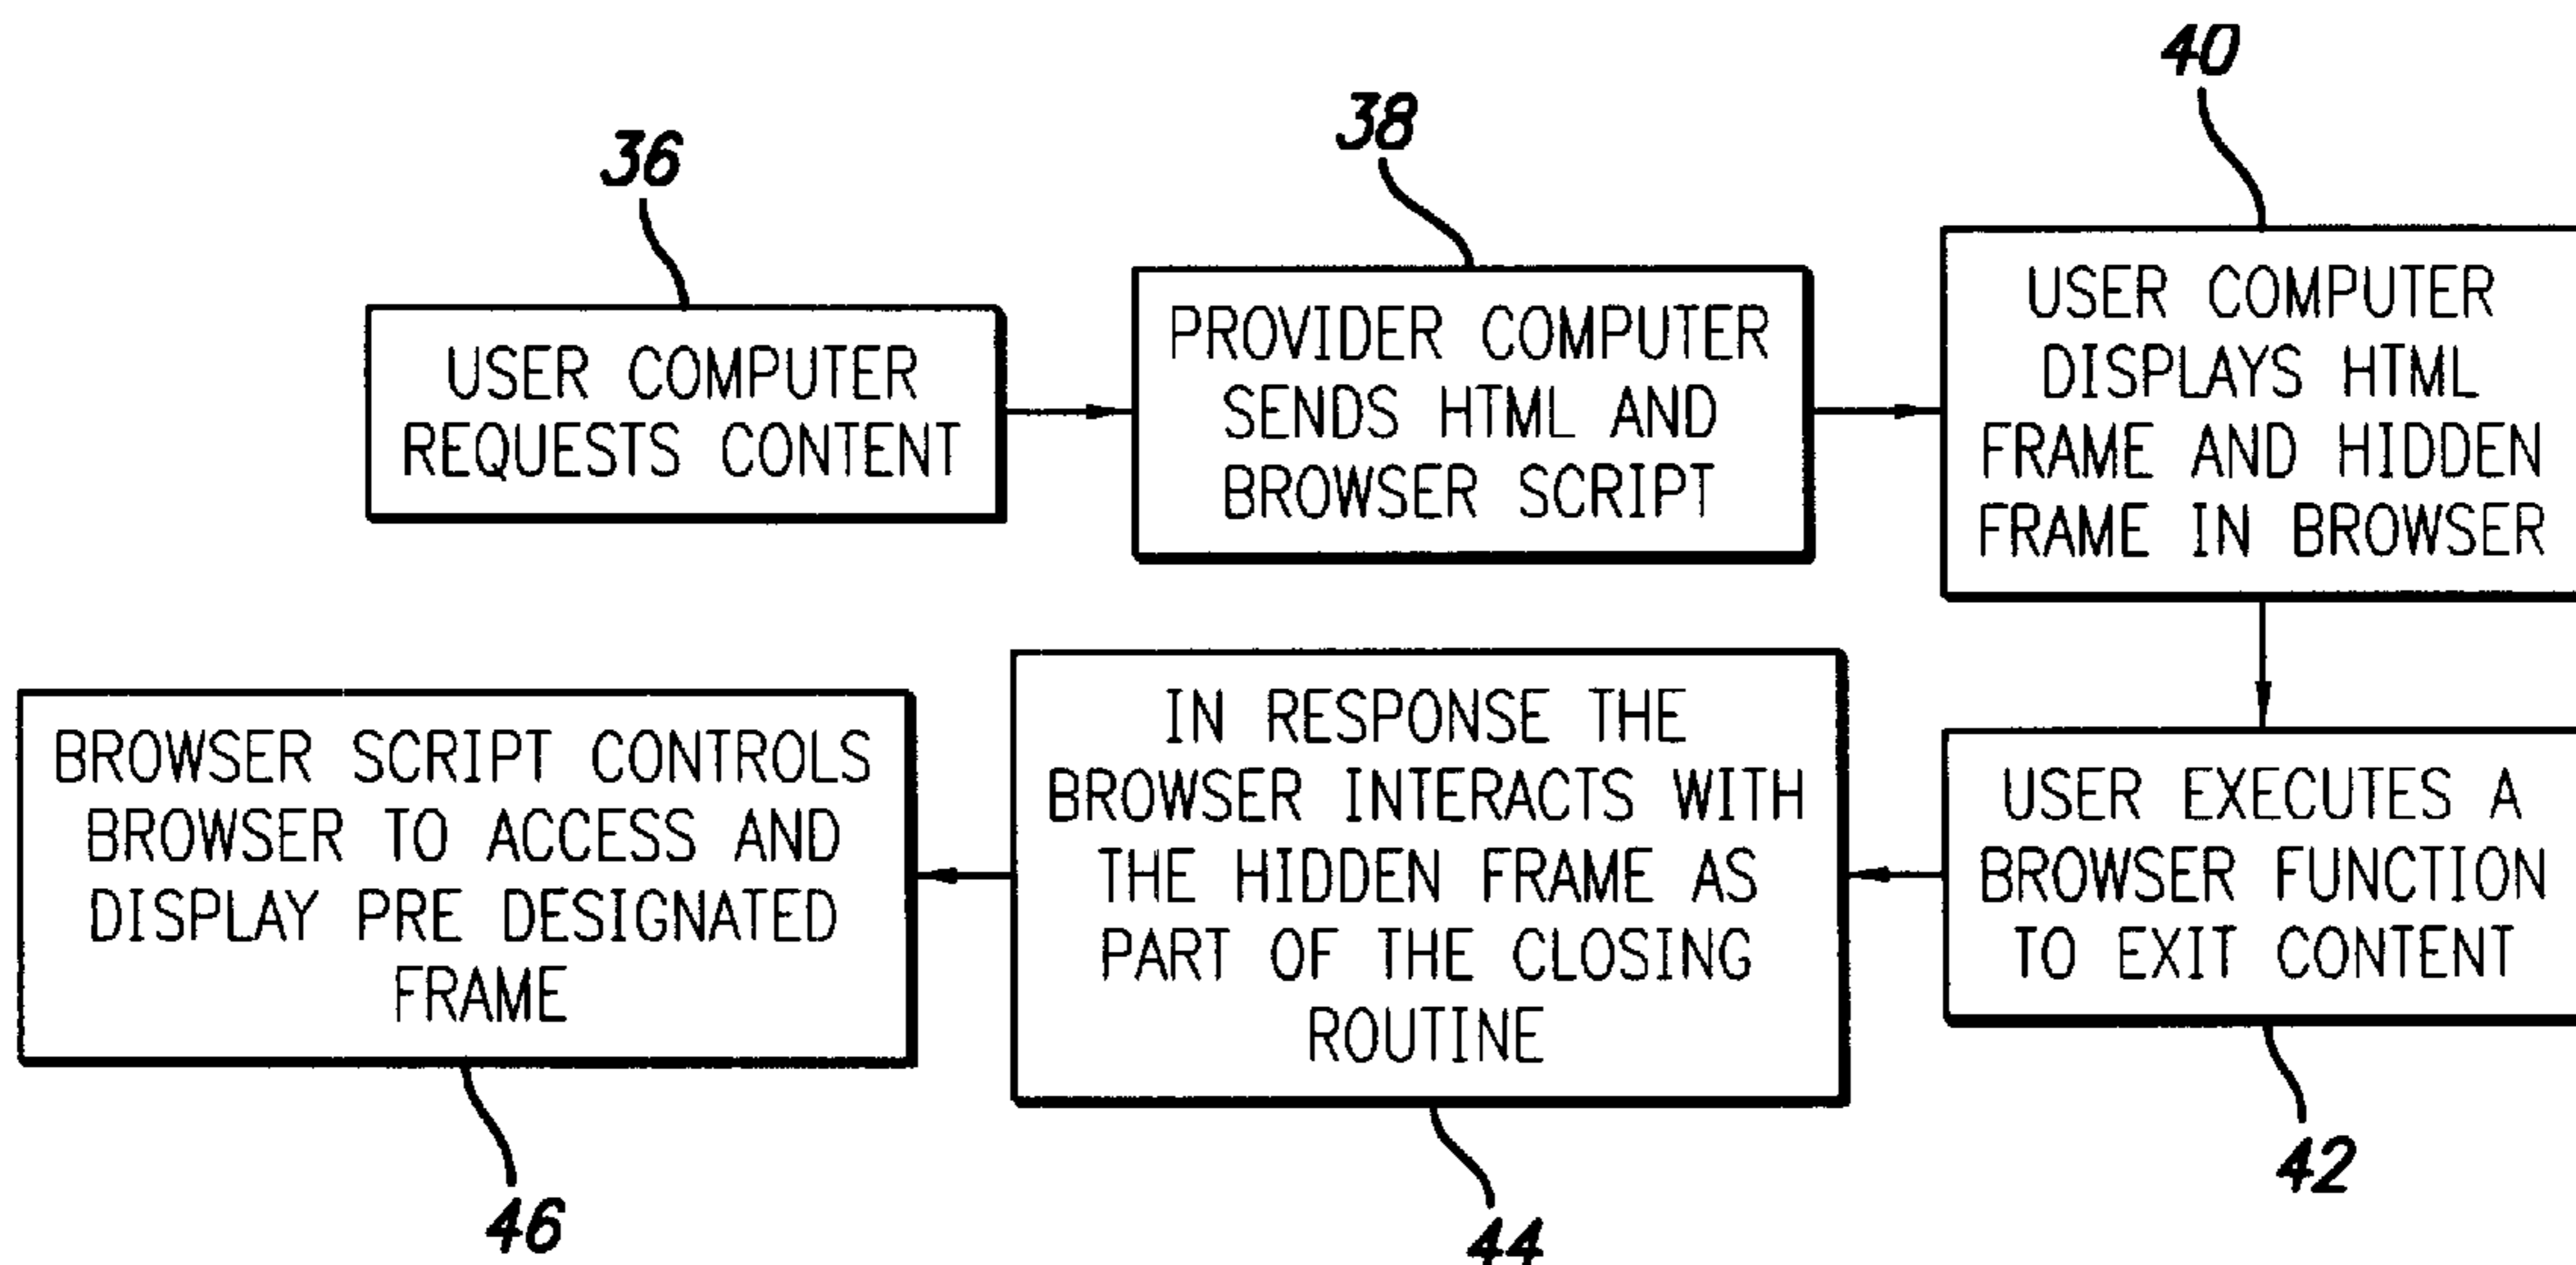 36
USER COMPUTER
REQUESTS CONTENT
38
PROVIDER COMPUTER
SENDS HTML AND
BROWSER SCRIPT
40
USER COMPUTER
DISPLAYS HTML
FRAME AND HIDDEN
FRAME IN BROWSER
USER EXECUTES A
BROWSER FUNCTION
TO EXIT CONTENT
42
IN RESPONSE THE
BROWSER INTERACTS WITH
THE HIDDEN FRAME AS
PART OF THE CLOSING
ROUTINE
44
BROWSER SCRIPT CONTROLS
BROWSER TO ACCESS AND
DISPLAY PRE DESIGNATED
FRAME
46